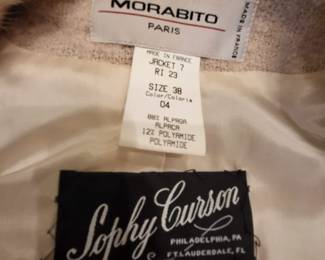 MORABITO
PARIS
MADE IN FRANCE
MADE IN FRANCE
JACKET 7
RI 23
SIZE 38
Color/Coloris
04
88% ALPAGA
ALPACA
12% POLYAMIDE
POLYAMIDE
Sophy Curson
PHILADELPHIA, PA
FT. LAUDERDALE, FL